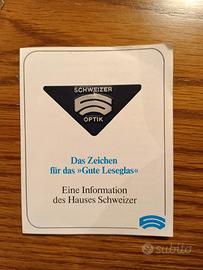 SCHWEIZER
OPTIK
Das Zeichen
für das »Gute Leseglas«
Eine Information
des Hauses Schweizer
subito